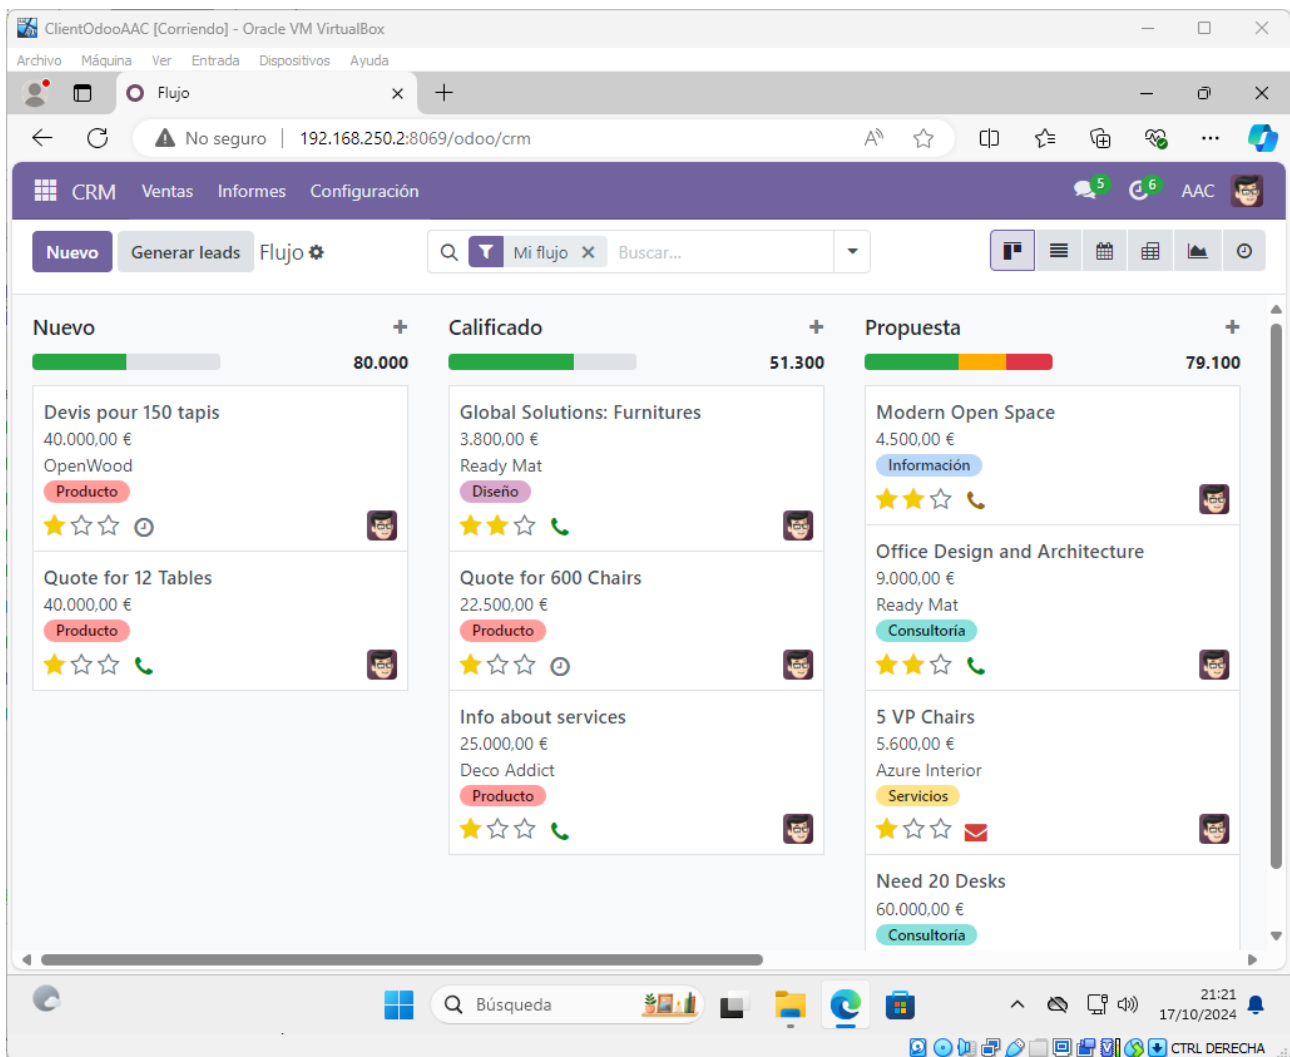 ClientOdooAAC [Corriendo] - Oracle VM VirtualBox
Archivo Máquina Ver Entrada Dispositivos Ayuda
Flujo
No seguro 192.168.250.2:8069/odoo/crm
CRM Ventas Informes Configuración 5 6 AAC
Nuevo Generar leads Flujo Mi flujo Buscar...
Nuevo
80.000
Devis pour 150 tapis
40.000,00 €
OpenWood
Producto
Quote for 12 Tables
40.000,00 €
Producto
Calificado
51.300
Global Solutions: Furnitures
3.800,00 €
Ready Mat
Diseño
Quote for 600 Chairs
22.500,00 €
Producto
Info about services
25.000,00 €
Deco Addict
Producto
Propuesta
79.100
Modern Open Space
4.500,00 €
Información
Office Design and Architecture
9.000,00 €
Ready Mat
Consultoría
5 VP Chairs
5.600,00 €
Azure Interior
Servicios
Need 20 Desks
60.000,00 €
Consultoría
Búsqueda
21:21
17/10/2024
CTRL DERECHA